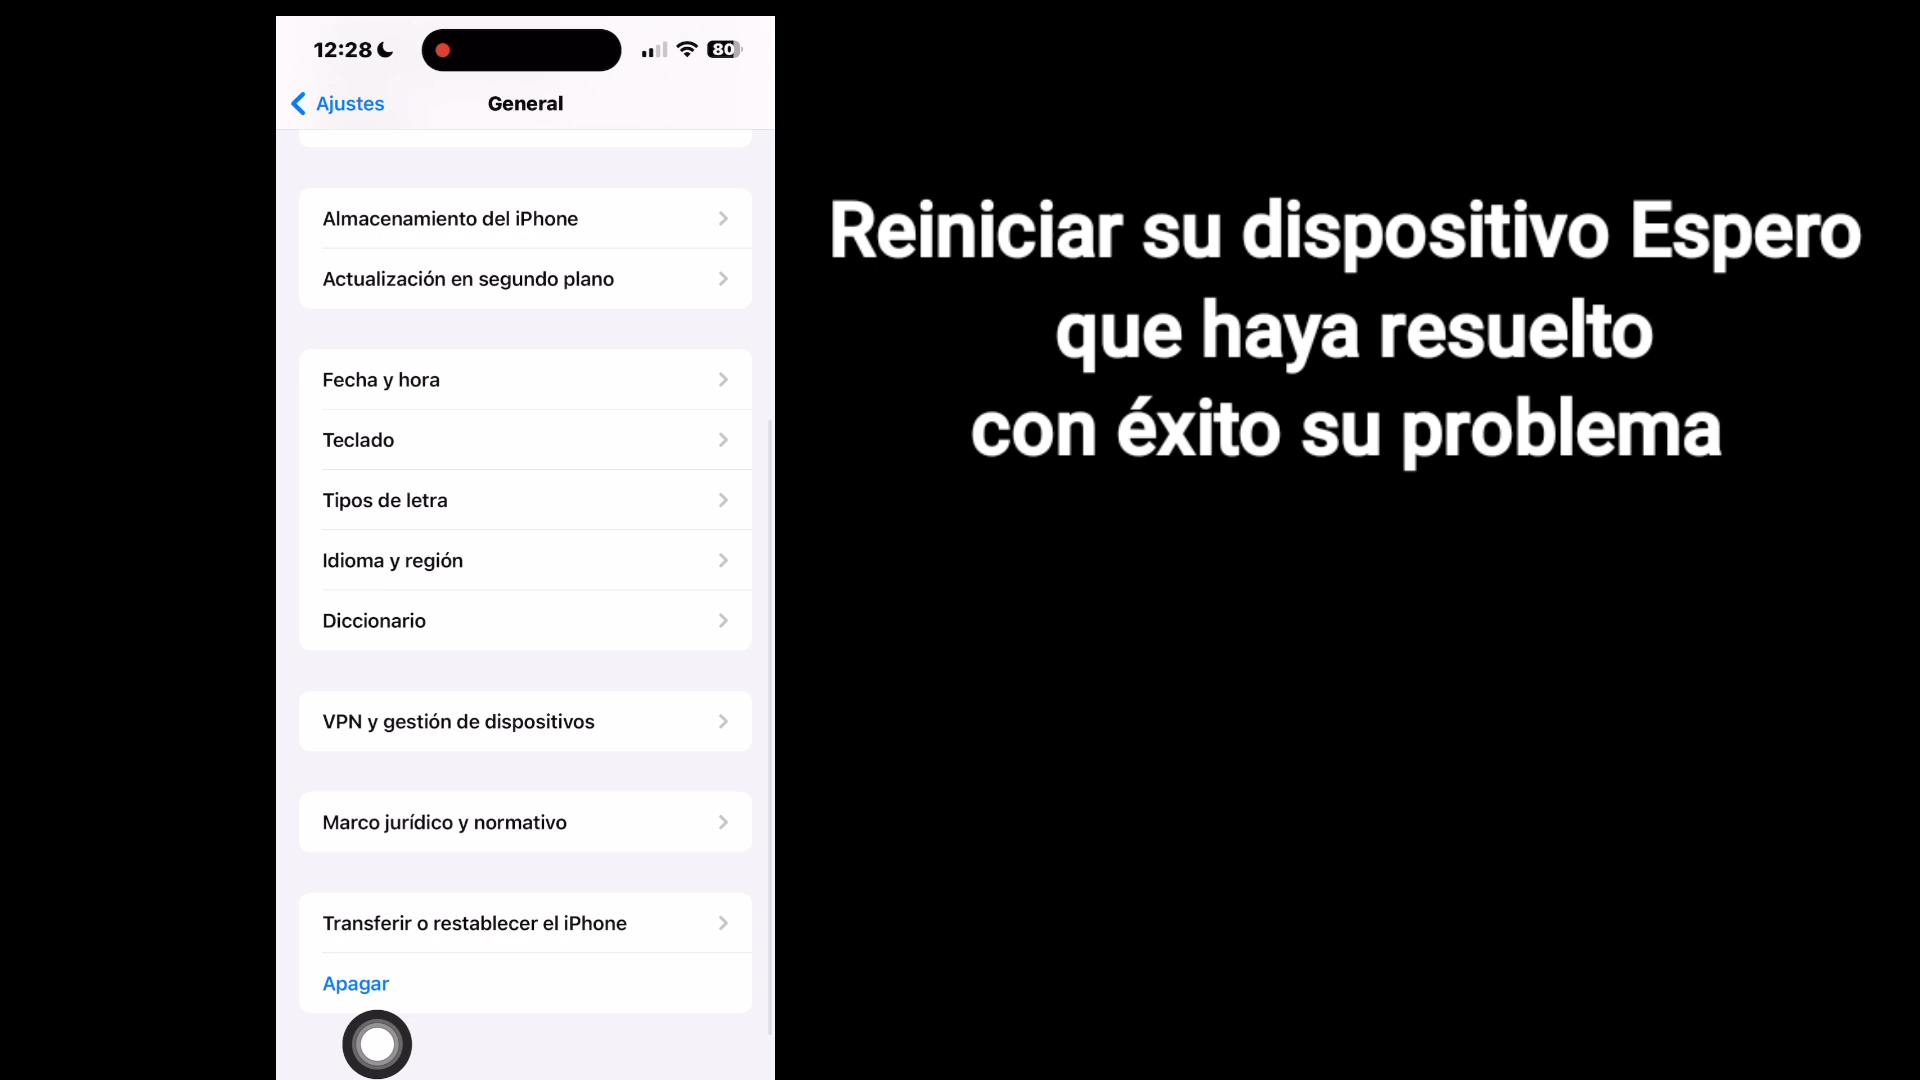 12:28
80
Ajustes
General
Almacenamiento del iPhone
Actualización en segundo plano
Fecha y hora
Teclado
Tipos de letra
Idioma y región
Diccionario
VPN y gestión de dispositivos
Marco jurídico y normativo
Transferir o restablecer el iPhone
Apagar
Reiniciar su dispositivo Espero
que haya resuelto
con éxito su problema